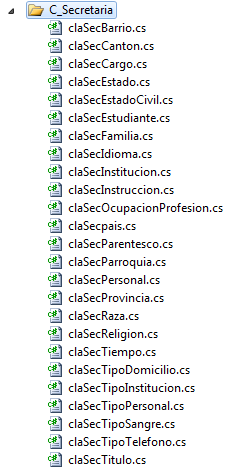 C_Secretaria
claSecBarrio.cs
claSecCanton.cs
claSecCargo.cs
claSecEstado.cs
claSecEstadoCivil.cs
claSecEstudiante.cs
claSecFamilia.cs
claSecIdioma.cs
claSecInstitucion.cs
claSecInstruccion.cs
claSecOcupacionProfesion.cs
claSecpais.cs
claSecParentesco.cs
claSecParroquia.cs
claSecPersonal.cs
claSecProvincia.cs
claSecRaza.cs
claSecReligion.cs
claSecTiempo.cs
claSecTipoDomicilio.cs
claSecTipoInstitucion.cs
claSecTipoPersonal.cs
claSecTipoSangre.cs
claSecTipoTelefono.cs
claSecTitulo.cs